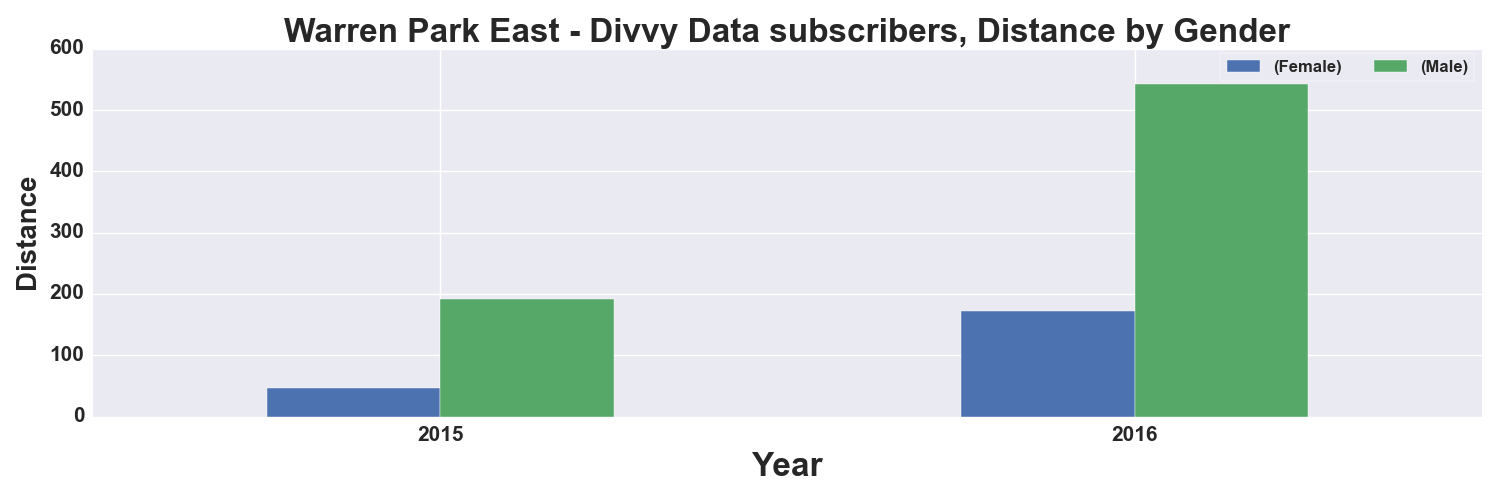 Warren Park East - Divvy Data subscribers, Distance by Gender
(Female) (Male)
600
500
400
300
200
100
0
Distance
2015 2016
Year